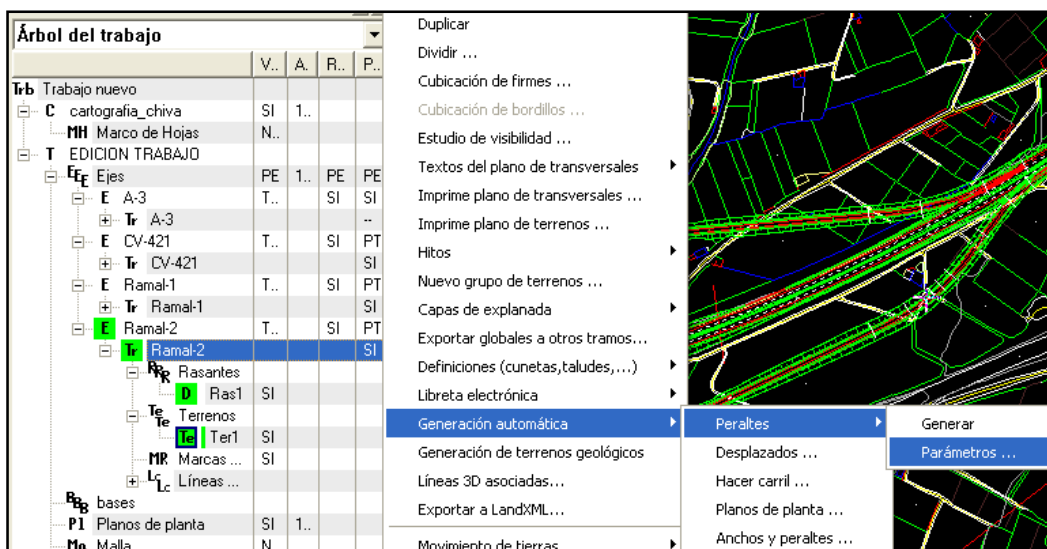 Árbol del trabajo
V.. A. R.. P..
Trb Trabajo nuevo
C cartografia_chiva SI 1..
MH Marco de Hojas N..
T EDICION TRABAJO
EEE Ejes PE 1.. PE PE
E A-3 T.. SI SI
Tr A-3 --
E CV-421 T.. SI PT
Tr CV-421 SI
E Ramal-1 T.. SI PT
Tr Ramal-1 SI
E Ramal-2 T.. SI PT
Tr Ramal-2 SI
RRR Rasantes
D Ras1 SI
TeTe Terrenos
Te Ter1 SI
MR Marcas ... SI
LcLc Líneas ...
BBB bases
Pl Planos de planta SI 1..
Mo Malla N
Duplicar
Dividir ...
Cubicación de firmes ...
Cubicación de bordillos ...
Estudio de visibilidad ...
Textos del plano de transversales
Imprime plano de transversales ...
Imprime plano de terrenos ...
Hitos
Nuevo grupo de terrenos ...
Capas de explanada
Exportar globales a otros tramos...
Definiciones (cunetas,taludes,...)
Libreta electrónica
Generación automática
Generación de terrenos geológicos
Líneas 3D asociadas...
Exportar a LandXML...
Movimiento de tierras
Peraltes
Desplazados ...
Hacer carril ...
Planos de planta ...
Anchos y peraltes ...
Generar
Parámetros ...